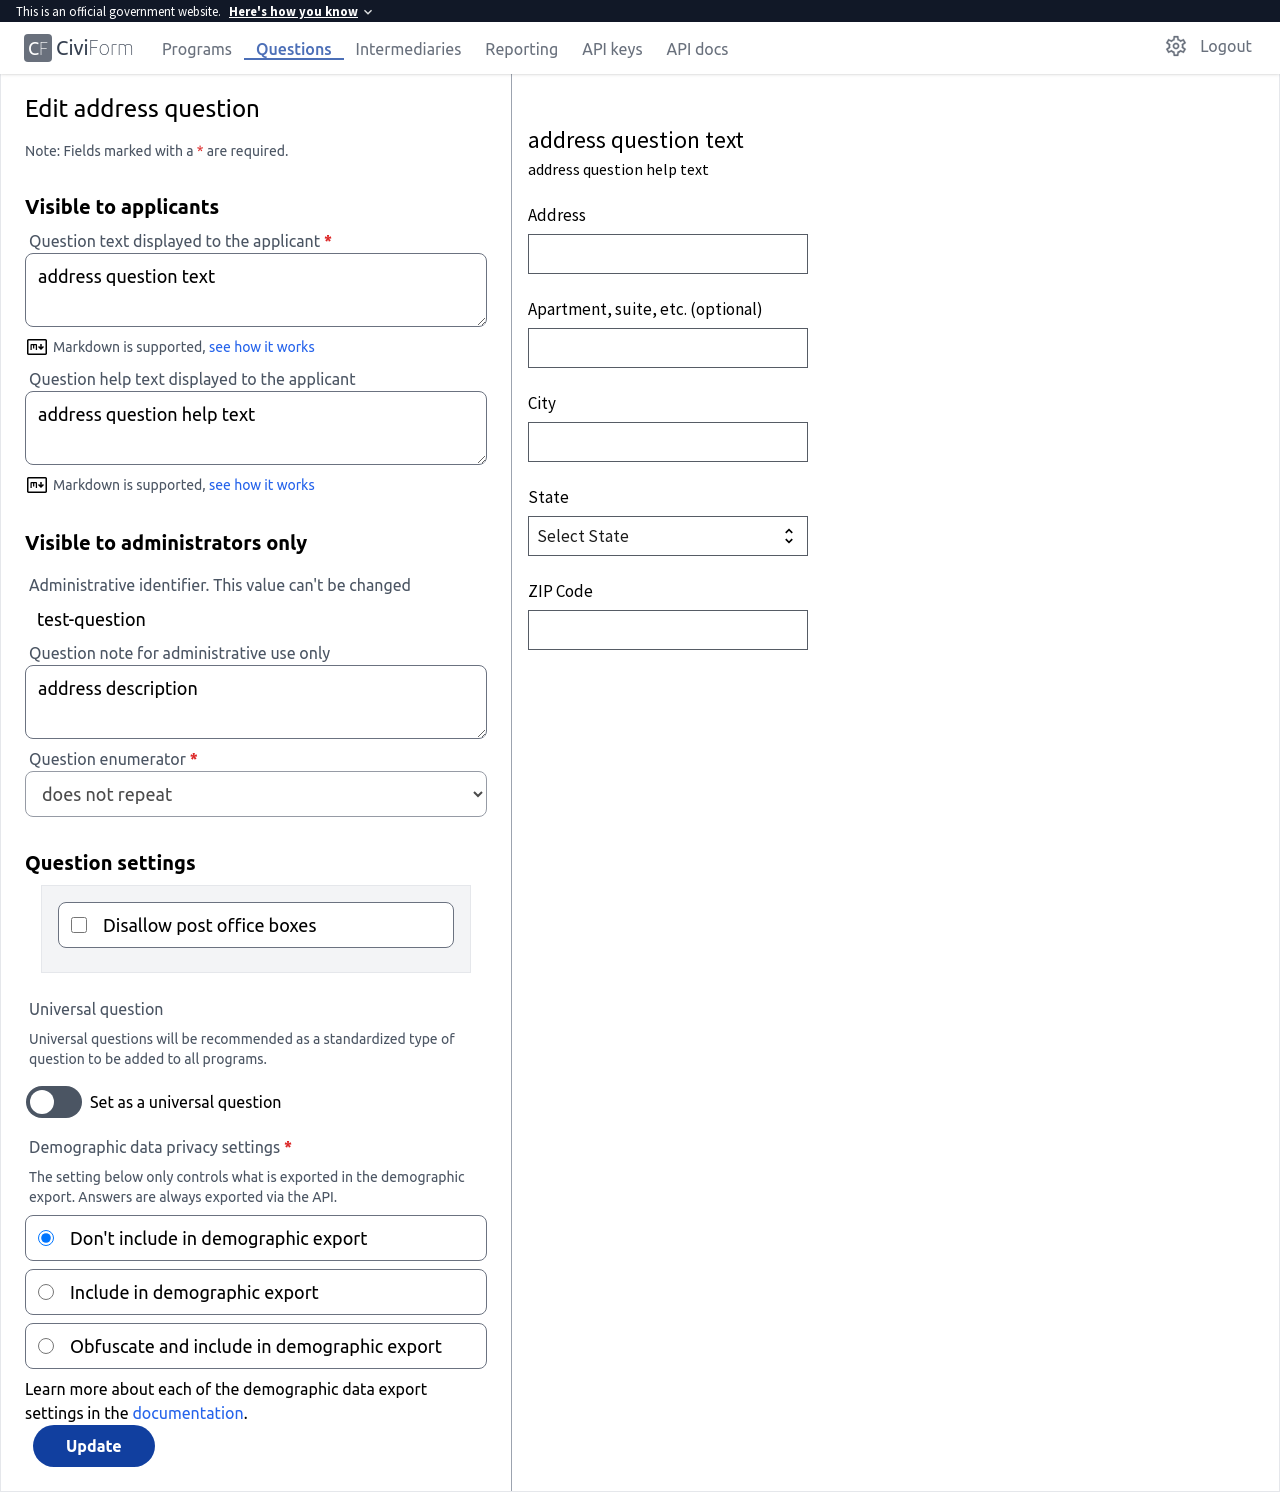 This is an official government website. Here's how you know
CF CiviForm Programs Questions Intermediaries Reporting API keys API docs Logout
Edit address question
Note: Fields marked with a * are required.
Visible to applicants
Question text displayed to the applicant *
address question text
Markdown is supported, see how it works
Question help text displayed to the applicant
address question help text
Markdown is supported, see how it works
Visible to administrators only
Administrative identifier. This value can't be changed
test-question
Question note for administrative use only
address description
Question enumerator *
does not repeat
Question settings
Disallow post office boxes
Universal question
Universal questions will be recommended as a standardized type of
question to be added to all programs.
Set as a universal question
Demographic data privacy settings *
The setting below only controls what is exported in the demographic
export. Answers are always exported via the API.
Don't include in demographic export
Include in demographic export
Obfuscate and include in demographic export
Learn more about each of the demographic data export
settings in the documentation.
Update
address question text
address question help text
Address
Apartment, suite, etc. (optional)
City
State
Select State
ZIP Code